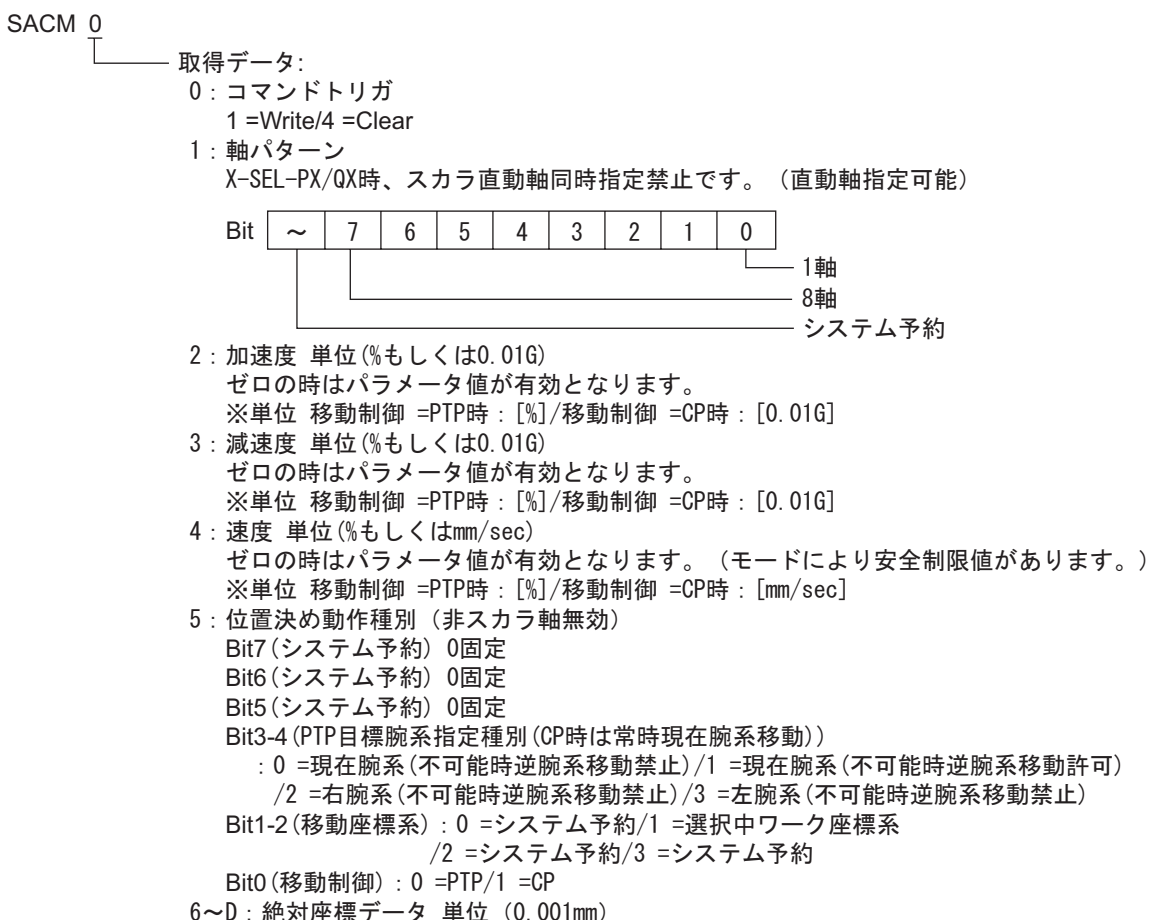 SACM 0
取得データ:
0：コマンドトリガ
1 =Write/4 =Clear
1：軸パターン
X-SEL-PX/QX時、スカラ直動軸同時指定禁止です。（直動軸指定可能）
Bit ～ 7 6 5 4 3 2 1 0
1軸
8軸
システム予約
2：加速度 単位(%もしくは0.01G)
ゼロの時はパラメータ値が有効となります。
※単位 移動制御 =PTP時：[%]/移動制御 =CP時：[0.01G]
3：減速度 単位(%もしくは0.01G)
ゼロの時はパラメータ値が有効となります。
※単位 移動制御 =PTP時：[%]/移動制御 =CP時：[0.01G]
4：速度 単位(%もしくはmm/sec)
ゼロの時はパラメータ値が有効となります。（モードにより安全制限値があります。）
※単位 移動制御 =PTP時：[%]/移動制御 =CP時：[mm/sec]
5：位置決め動作種別（非スカラ軸無効）
Bit7(システム予約) 0固定
Bit6(システム予約) 0固定
Bit5(システム予約) 0固定
Bit3-4(PTP目標腕系指定種別(CP時は常時現在腕系移動))
：0 =現在腕系(不可能時逆腕系移動禁止)/1 =現在腕系(不可能時逆腕系移動許可)
/2 =右腕系(不可能時逆腕系移動禁止)/3 =左腕系(不可能時逆腕系移動禁止)
Bit1-2(移動座標系)：0 =システム予約/1 =選択中ワーク座標系
/2 =システム予約/3 =システム予約
Bit0(移動制御)：0 =PTP/1 =CP
6～D：絶対座標データ 単位 (0.001mm)